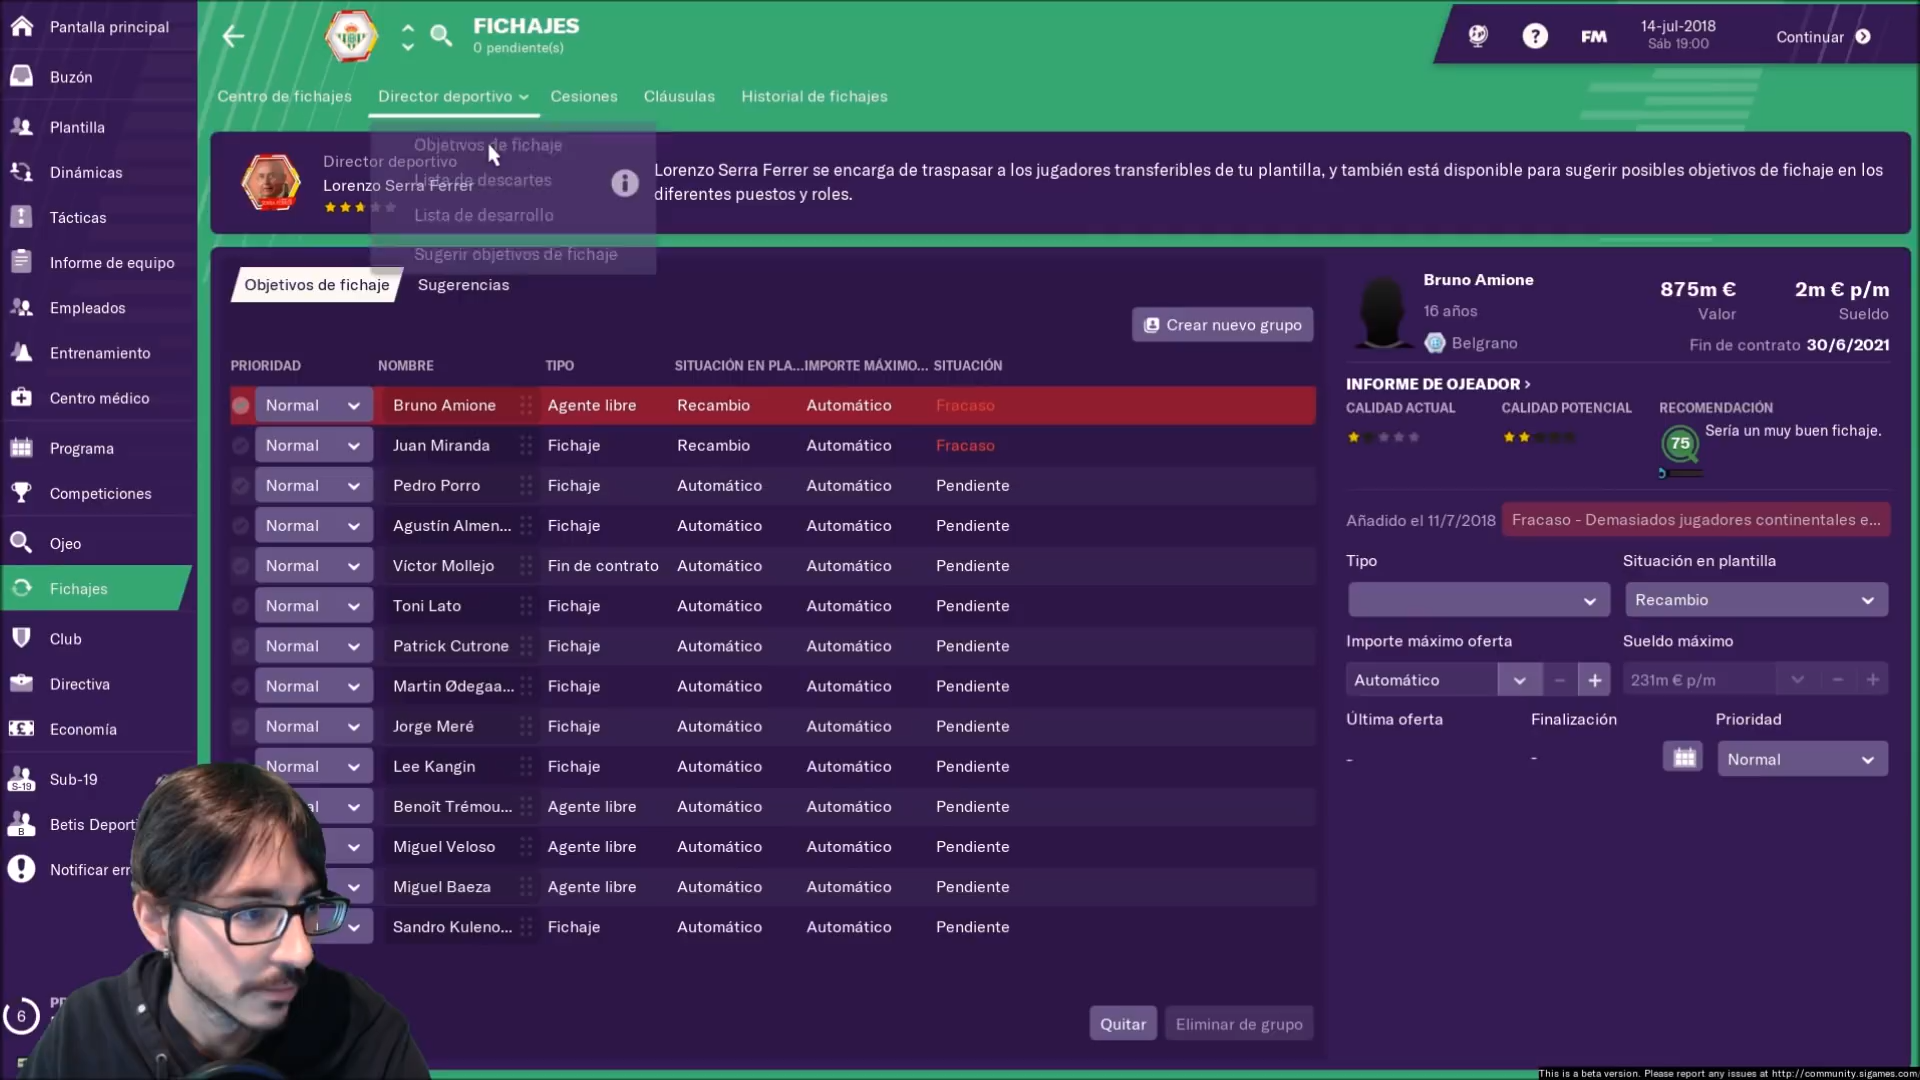 Pantalla principal
Buzón
Plantilla
Dinámicas
Tácticas
Informe de equipo
Empleados
Entrenamiento
Centro médico
Programa
Competiciones
Ojeo
Fichajes
Club
Directiva
Economía
Sub-19
S-19
Betis Deporti
B
Notificar err
6
FICHAJES
0 pendiente(s)
?
FM
14-jul-2018
Sáb 19:00
Continuar
Centro de fichajes
Director deportivo
Cesiones
Cláusulas
Historial de fichajes
Objetivos de fichaje
Lista de descartes
Lista de desarrollo
Sugerir objetivos de fichaje
Director deportivo
Lorenzo Serra Ferrer
Lorenzo Serra Ferrer se encarga de traspasar a los jugadores transferibles de tu plantilla, y también está disponible para sugerir posibles objetivos de fichaje en los
diferentes puestos y roles.
Objetivos de fichaje
Sugerencias
Crear nuevo grupo
PRIORIDAD NOMBRE TIPO SITUACIÓN EN PLA... IMPORTE MÁXIMO... SITUACIÓN
Normal Bruno Amione Agente libre Recambio Automático Fracaso
Normal Juan Miranda Fichaje Recambio Automático Fracaso
Normal Pedro Porro Fichaje Automático Automático Pendiente
Normal Agustín Almen... Fichaje Automático Automático Pendiente
Normal Víctor Mollejo Fin de contrato Automático Automático Pendiente
Normal Toni Lato Fichaje Automático Automático Pendiente
Normal Patrick Cutrone Fichaje Automático Automático Pendiente
Normal Martin Ødegaa... Fichaje Automático Automático Pendiente
Normal Jorge Meré Fichaje Automático Automático Pendiente
Normal Lee Kangin Fichaje Automático Automático Pendiente
Benoît Trémou... Agente libre Automático Automático Pendiente
Miguel Veloso Agente libre Automático Automático Pendiente
Miguel Baeza Agente libre Automático Automático Pendiente
Sandro Kuleno... Fichaje Automático Automático Pendiente
Quitar
Eliminar de grupo
Bruno Amione
16 años
Belgrano
875m €
Valor
2m € p/m
Sueldo
Fin de contrato 30/6/2021
INFORME DE OJEADOR ›
CALIDAD ACTUAL CALIDAD POTENCIAL RECOMENDACIÓN
75
Sería un muy buen fichaje.
Añadido el 11/7/2018
Fracaso - Demasiados jugadores continentales e...
Tipo
Situación en plantilla
Recambio
Importe máximo oferta
Sueldo máximo
Automático
231m € p/m
Última oferta Finalización Prioridad
- -
Normal
This is a beta version. Please report any issues at http://community.sigames.com